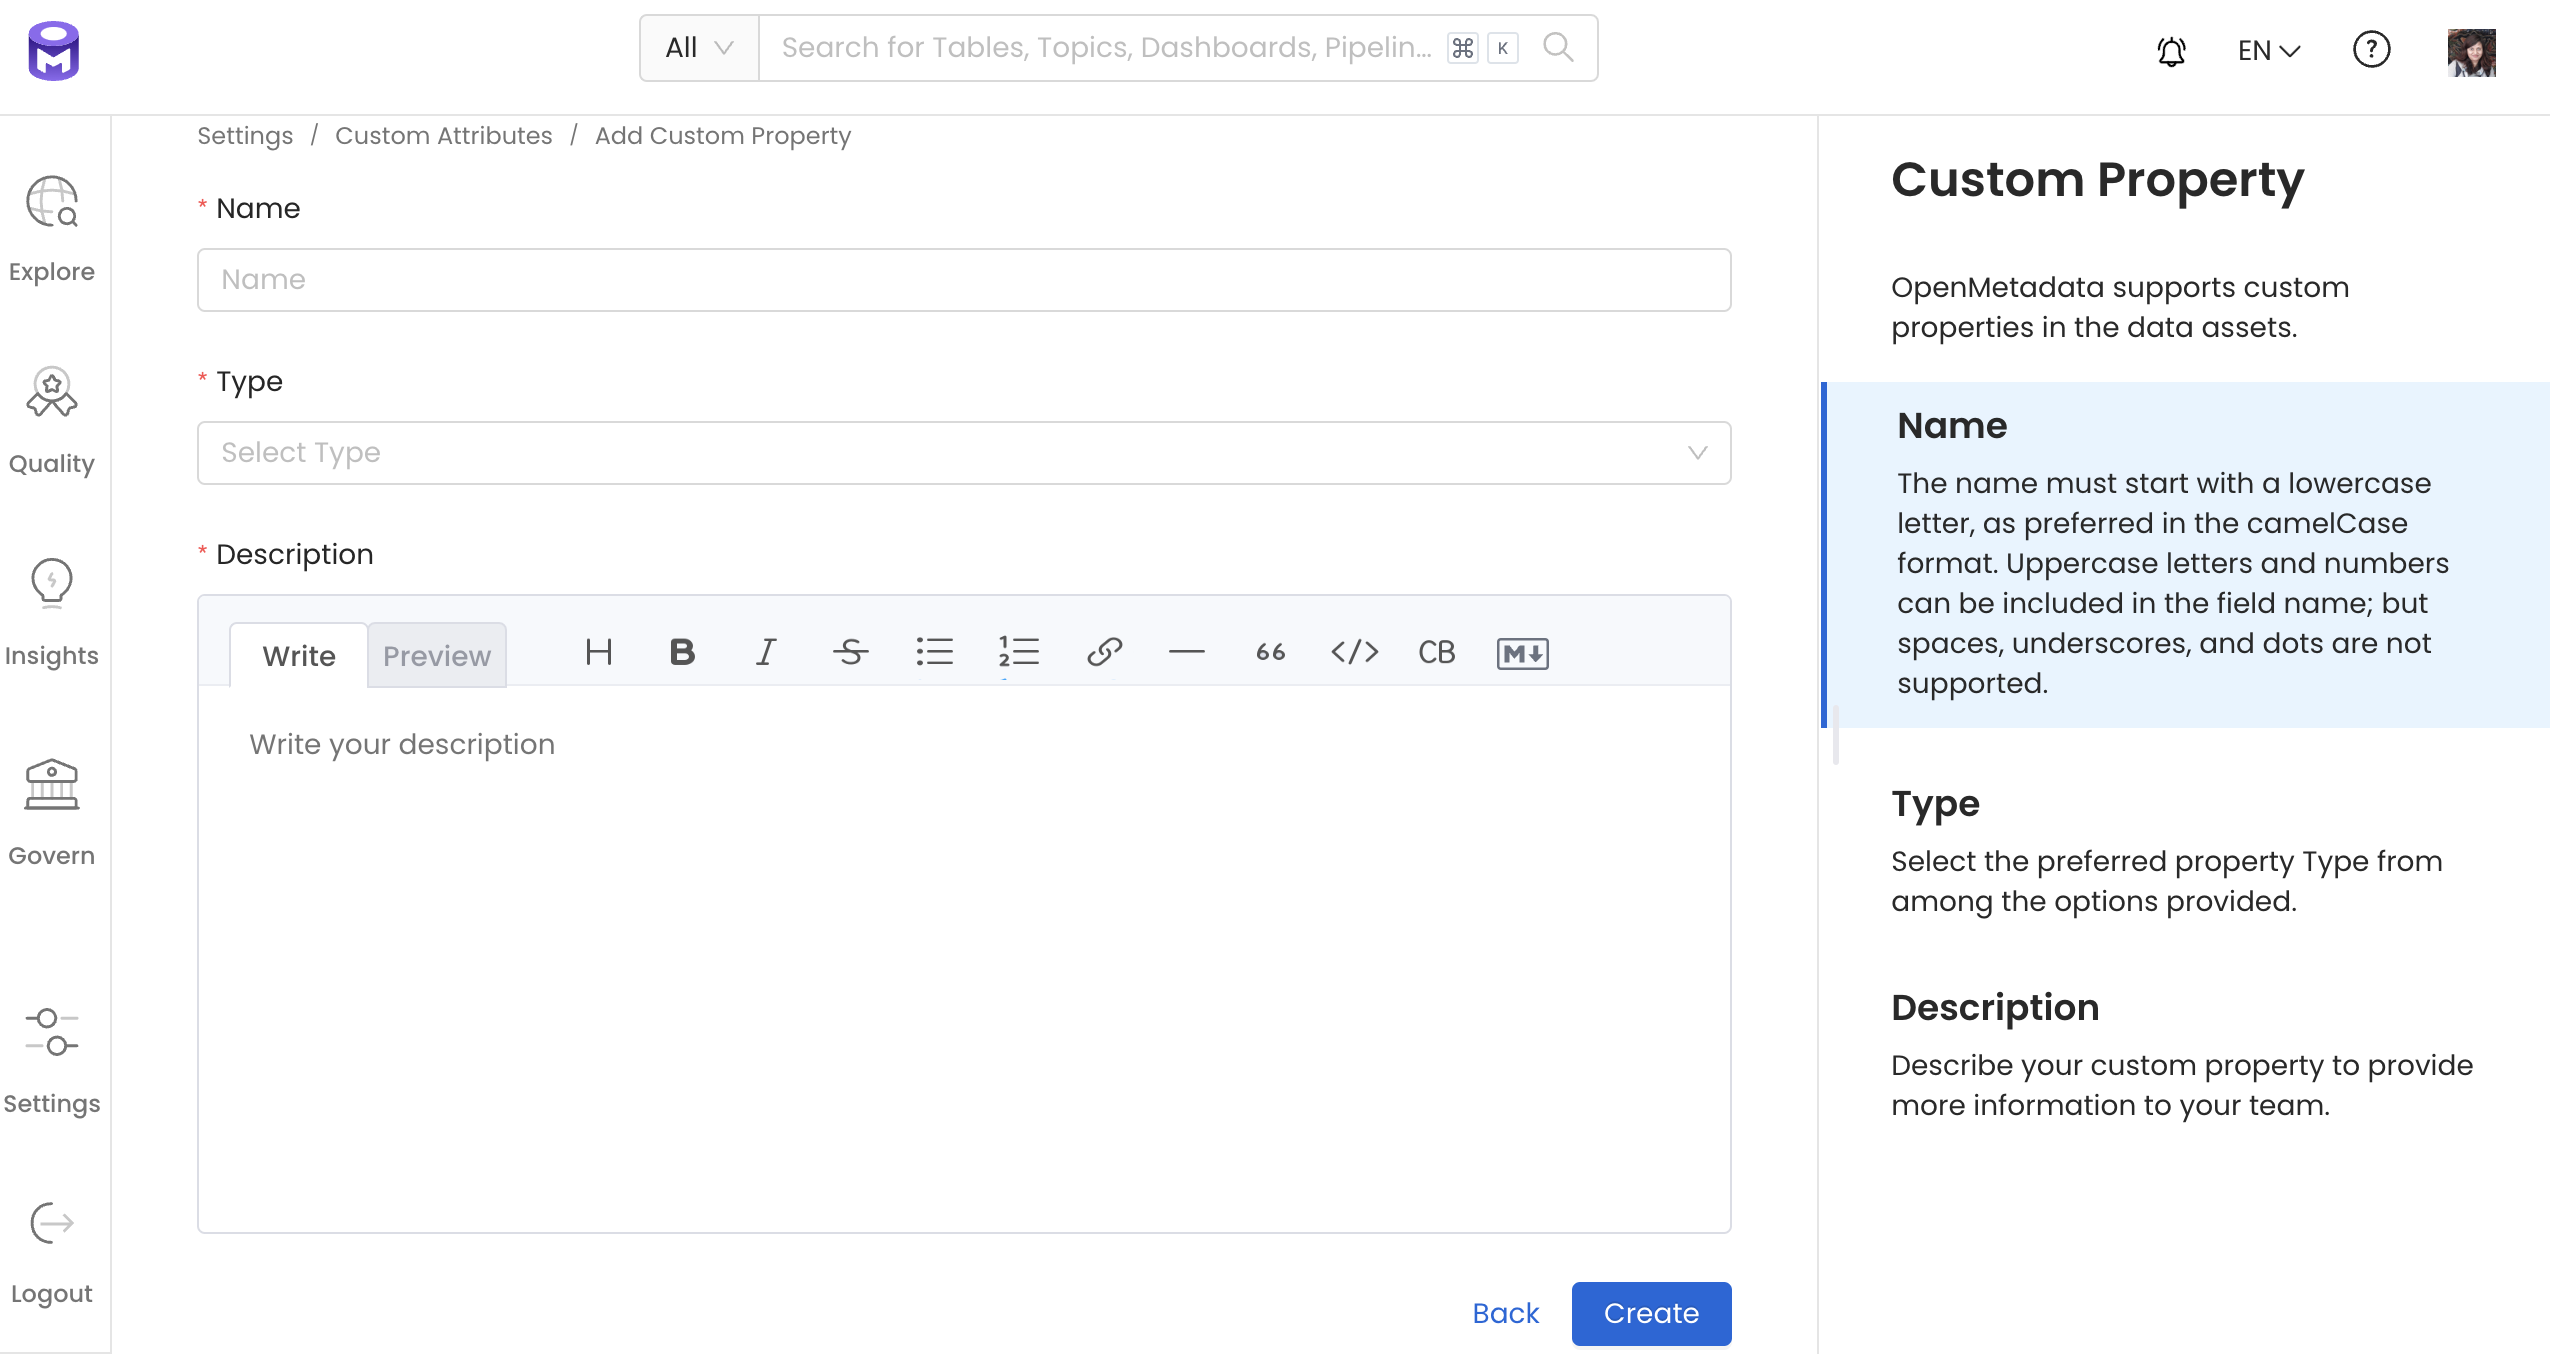 All
Search for Tables, Topics, Dashboards, Pipelin... ⌘ K
EN
?
Explore
Quality
Insights
Govern
Settings
Logout
Settings / Custom Attributes / Add Custom Property
* Name
Name
* Type
Select Type
* Description
Write Preview H B I S </> CB M↓
Write your description
Back Create
Custom Property
OpenMetadata supports custom
properties in the data assets.
Name
The name must start with a lowercase
letter, as preferred in the camelCase
format. Uppercase letters and numbers
can be included in the field name; but
spaces, underscores, and dots are not
supported.
Type
Select the preferred property Type from
among the options provided.
Description
Describe your custom property to provide
more information to your team.